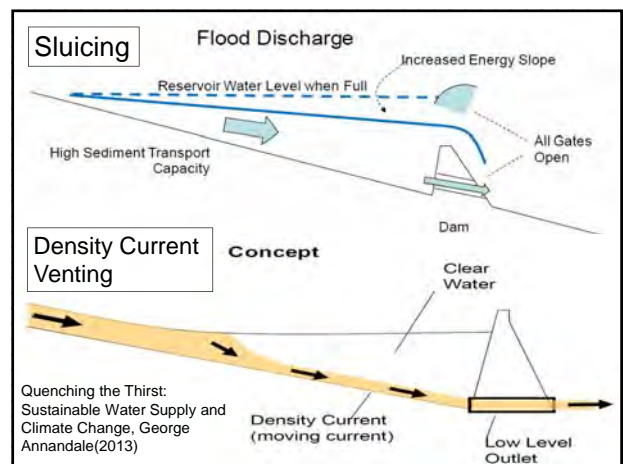 Sluicing
Flood Discharge
Increased Energy Slope
Reservoir Water Level when Full
High Sediment Transport
Capacity
All Gates
Open
Dam
Density Current
Venting
Concept
Clear
Water
Quenching the Thirst:
Sustainable Water Supply and
Climate Change, George
Annandale(2013)
Density Current
(moving current)
Low Level
Outlet